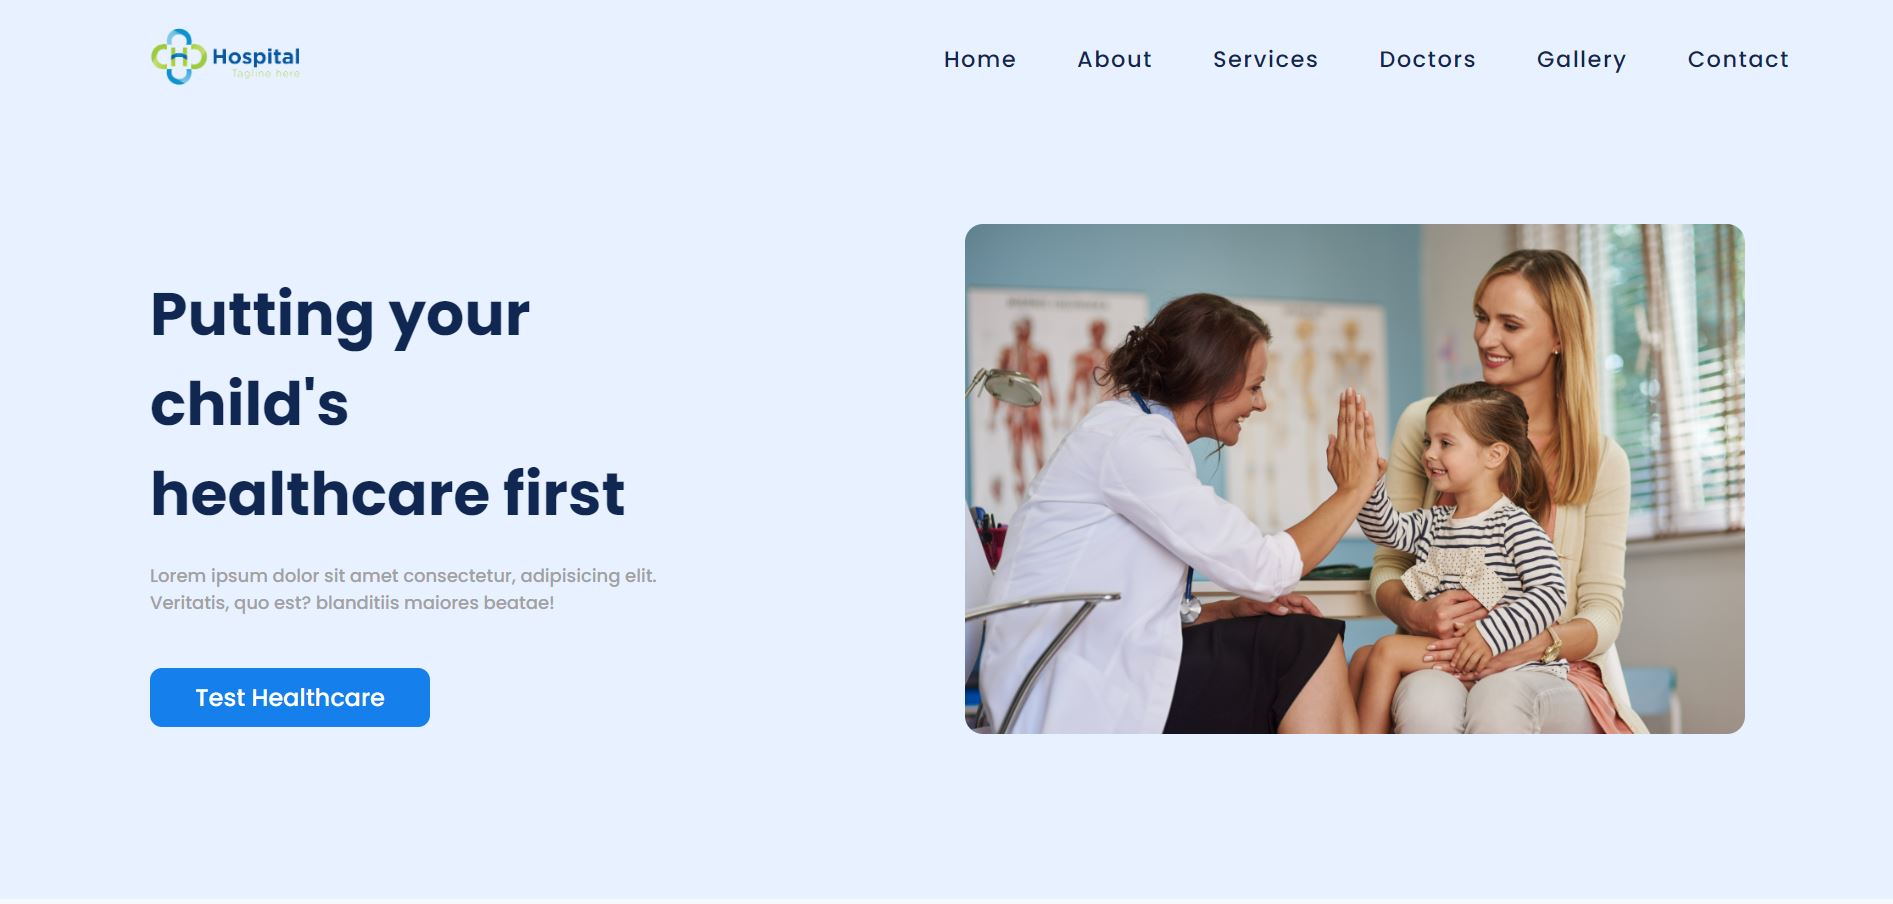 Hospital
Tagline here
Home About Services Doctors Gallery Contact
Putting your
child's
healthcare first
Lorem ipsum dolor sit amet consectetur, adipisicing elit.
Veritatis, quo est? blanditiis maiores beatae!
Test Healthcare